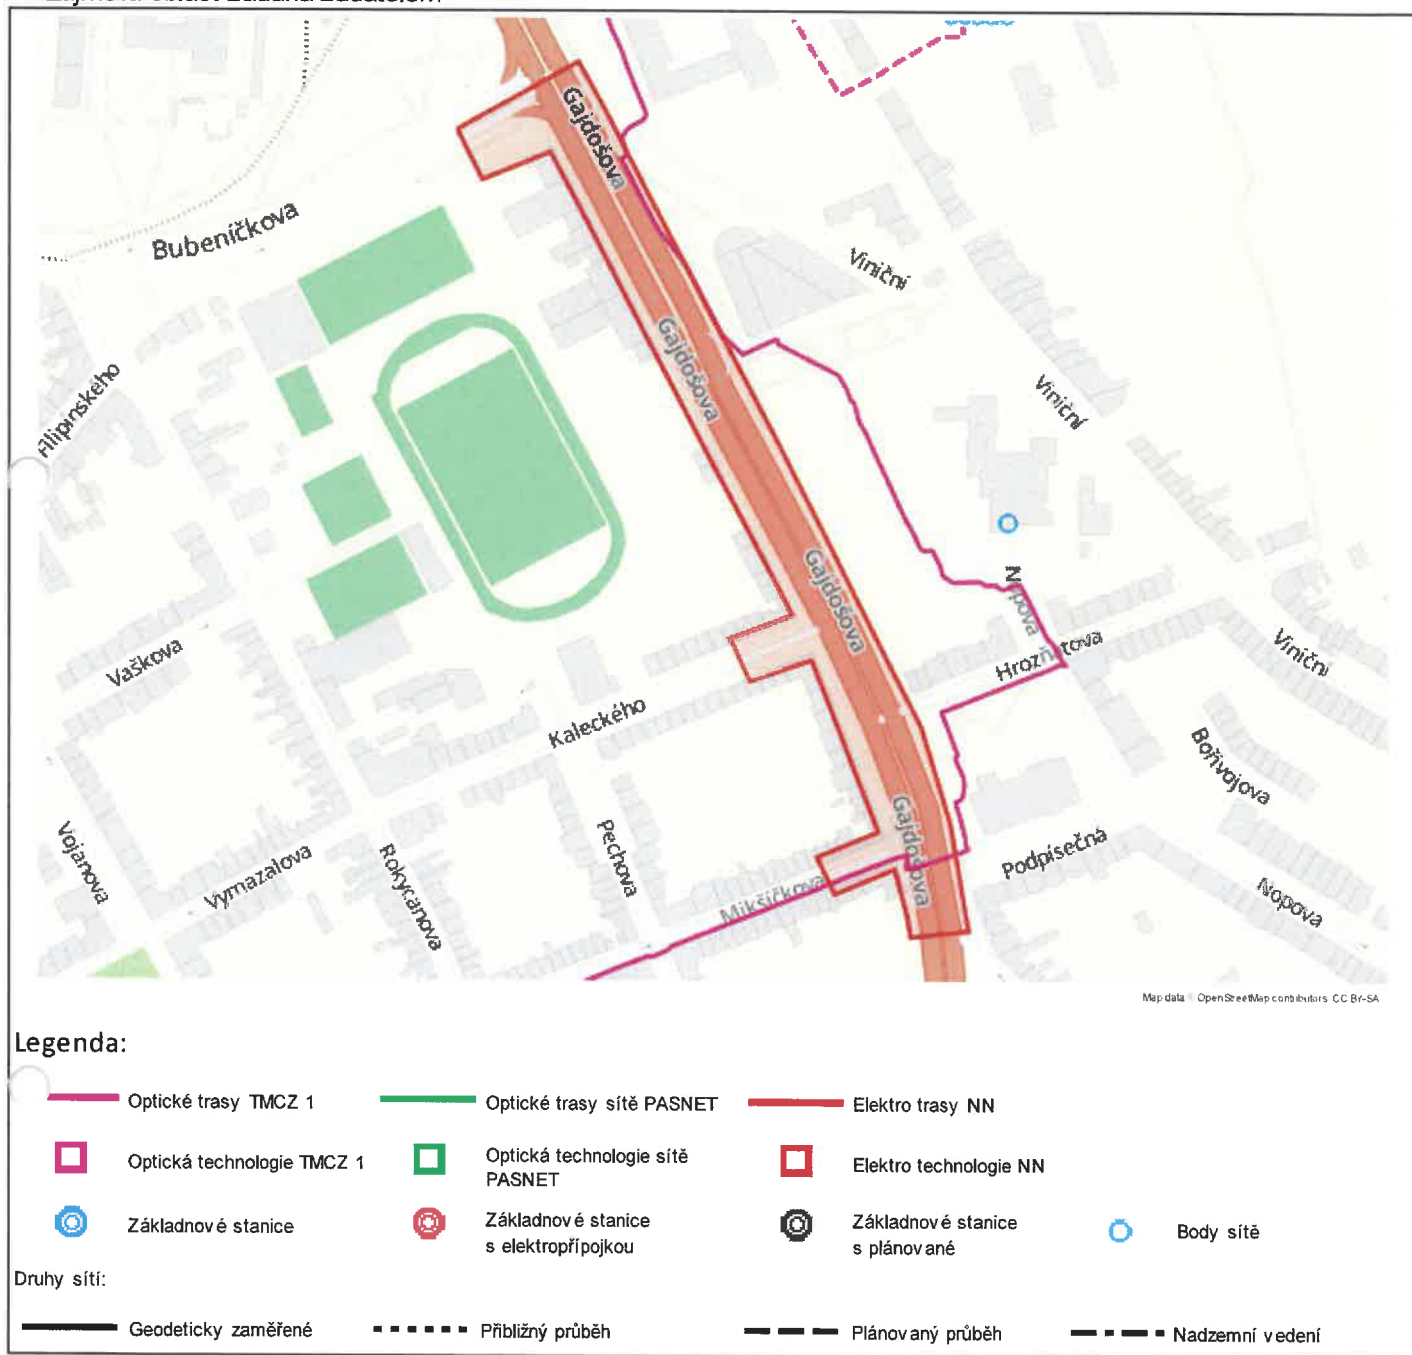 Gajdošova
Bubeníčkova
Viniční
Gajdošova
Filipínského
Viniční
Gajdošova
Nopova
Hrozňatova
Viniční
Vaškova
Kaleckého
Bořivojova
Gajdošova
Vojanova
Vymazalova
Rokycanova
Pechova
Mikšíčkova
Podpísečná
Nopova
Map data © OpenStreetMap contributors CC BY-SA
Legenda:
Optické trasy TMCZ 1
Optické trasy sítě PASNET
Elektro trasy NN
Optická technologie TMCZ 1
Optická technologie sítě
PASNET
Elektro technologie NN
Základnové stanice
Základnové stanice
s elektropřípojkou
Základnové stanice
s plánované
Body sítě
Druhy sítí:
Geodeticky zaměřené
Přibližný průběh
Plánovaný průběh
Nadzemní vedení